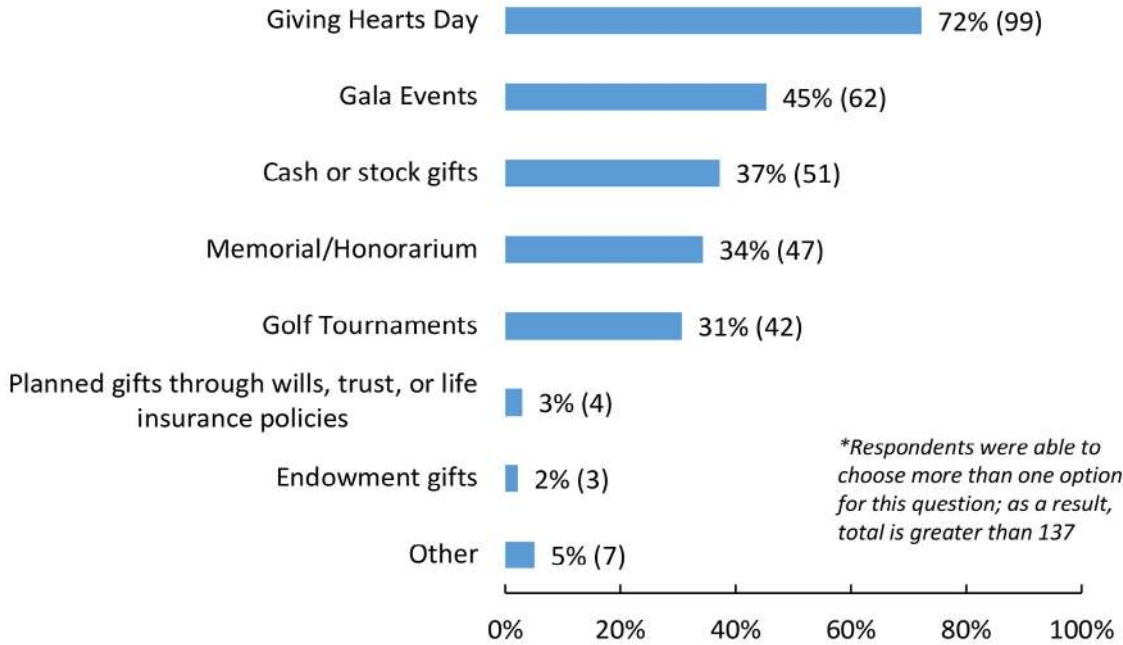 Giving Hearts Day 72% (99)
Gala Events 45% (62)
Cash or stock gifts 37% (51)
Memorial/Honorarium 34% (47)
Golf Tournaments 31% (42)
Planned gifts through wills, trust, or life
insurance policies
3% (4)
Endowment gifts 2% (3)
Other 5% (7)
*Respondents were able to
choose more than one option
for this question; as a result,
total is greater than 137
0% 20% 40% 60% 80% 100%